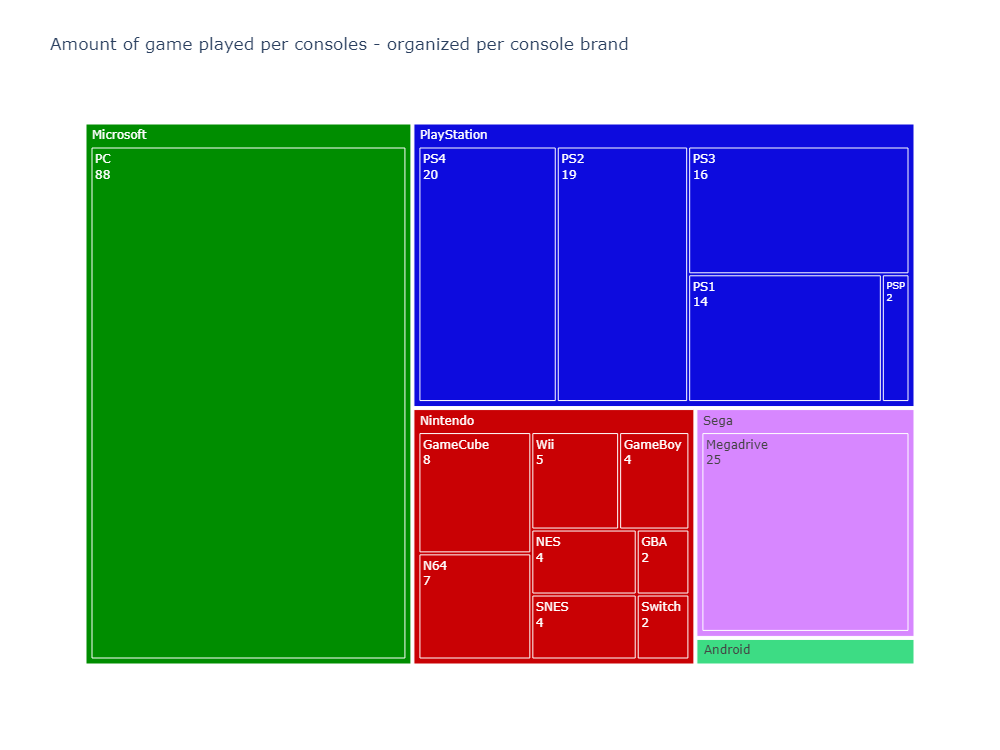 Amount of game played per consoles - organized per console brand
Microsoft
PC
88
PlayStation
PS4
20
PS2
19
PS3
16
PS1
14
PSP
2
Nintendo
GameCube
8
Wii
5
GameBoy
4
N64
7
NES
4
GBA
2
SNES
4
Switch
2
Sega
Megadrive
25
Android